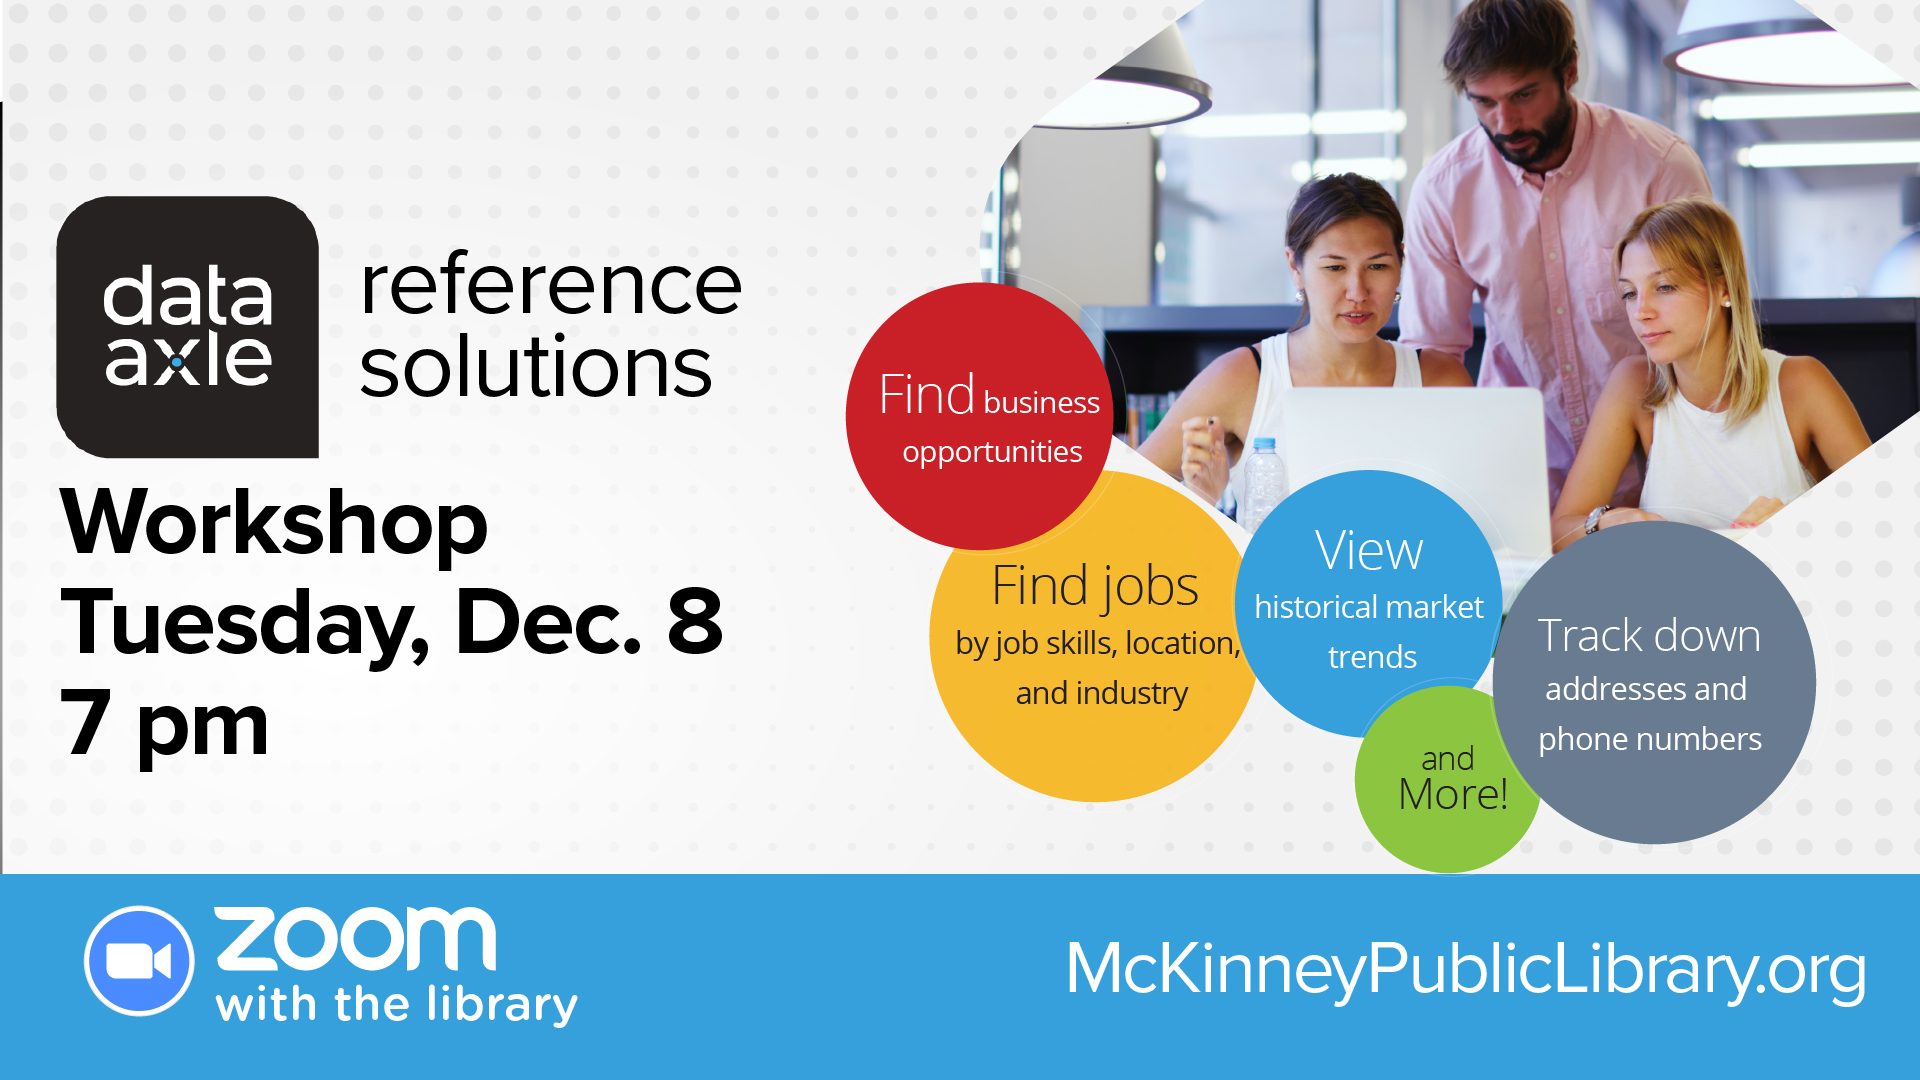 data
axle
reference
solutions
Workshop
Tuesday, Dec. 8
7 pm
Find business
opportunities
Find jobs
by job skills, location,
and industry
View
historical market
trends
Track down
addresses and
phone numbers
and
More!
zoom
with the library
McKinneyPublicLibrary.org